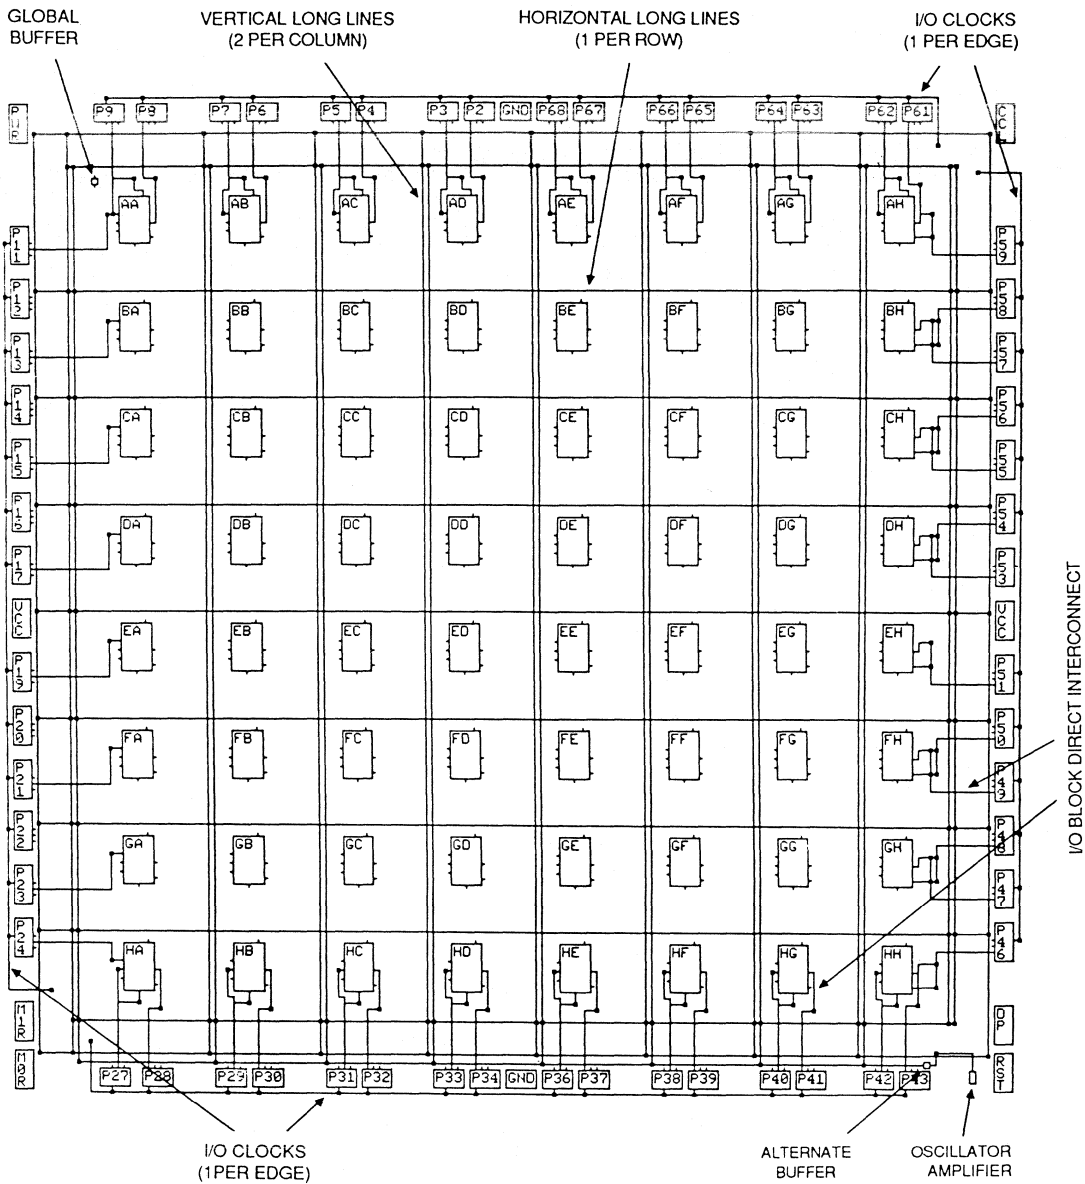 GLOBAL
BUFFER
VERTICAL LONG LINES
(2 PER COLUMN)
HORIZONTAL LONG LINES
(1 PER ROW)
I/O CLOCKS
(1 PER EDGE)
PWR
P9 P8 P7 P6 P5 P4 P3 P2 GND P68 P67 P66 P65 P64 P63 P62 P61
CC
AA AB AC AD AE AF AG AH
P11
P59
P12
P58
BA BB BC BD BE BF BG BH
P13
P57
P14
P56
CA CB CC CD CE CF CG CH
P15
P55
P16
P54
DA DB DC DD DE DF DG DH
P17
P53
VCC
VCC
EA EB EC ED EE EF EG EH
P19
P51
P20
P50
FA FB FC FD FE FF FG FH
P21
P49
P22
P48
GA GB GC GD GE GF GG GH
P23
P47
P24
P46
HA HB HC HD HE HF HG HH
M1R
DP
M0R
RST
P27 P28 P29 P30 P31 P32 P33 P34 GND P36 P37 P38 P39 P40 P41 P42 P43
I/O BLOCK DIRECT INTERCONNECT
I/O CLOCKS
(1PER EDGE)
ALTERNATE
BUFFER
OSCILLATOR
AMPLIFIER